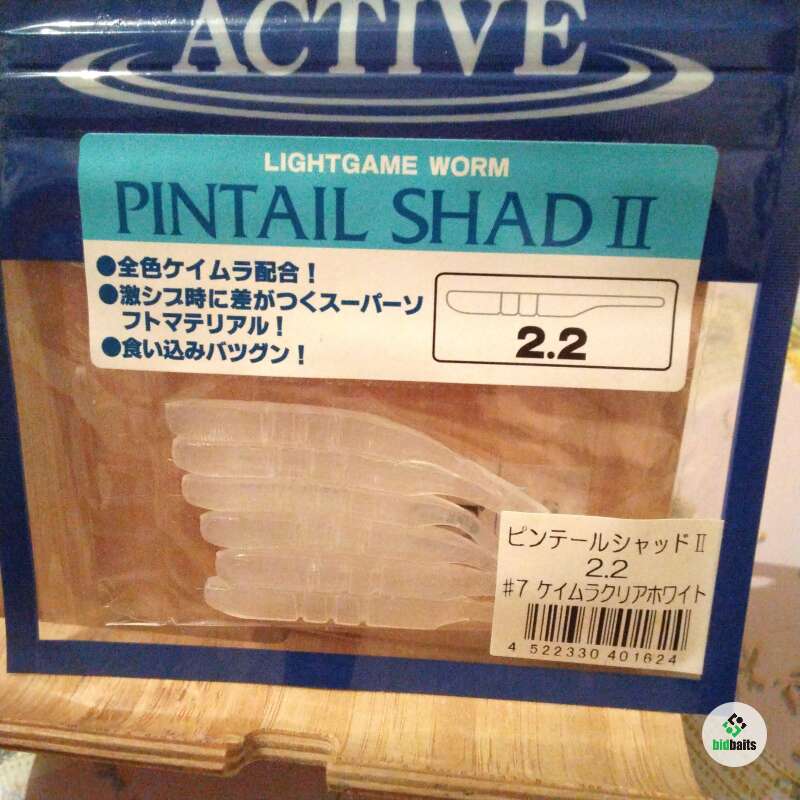 ACTIVE
LIGHTGAME WORM
PINTAIL SHAD II
●全色ケイムラ配合！
●激シブ時に差がつくスーパーソ
フトマテリアル！
●食い込みバツグン！
2.2
ピンテールシャッドⅡ
2.2
#7 ケイムラクリアホワイト
4 522330 401624
bidbaits